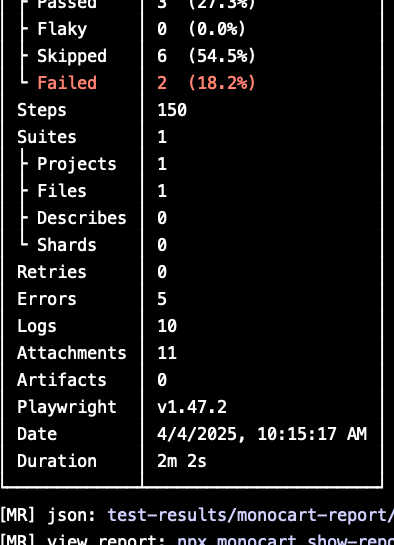 Passed 3 (27.3%)
Flaky 0 (0.0%)
Skipped 6 (54.5%)
Failed 2 (18.2%)
Steps 150
Suites 1
Projects 1
Files 1
Describes 0
Shards 0
Retries 0
Errors 5
Logs 10
Attachments 11
Artifacts 0
Playwright v1.47.2
Date 4/4/2025, 10:15:17 AM
Duration 2m 2s
[MR] json: test-results/monocart-report/
[MR] view report: npx monocart show-repo